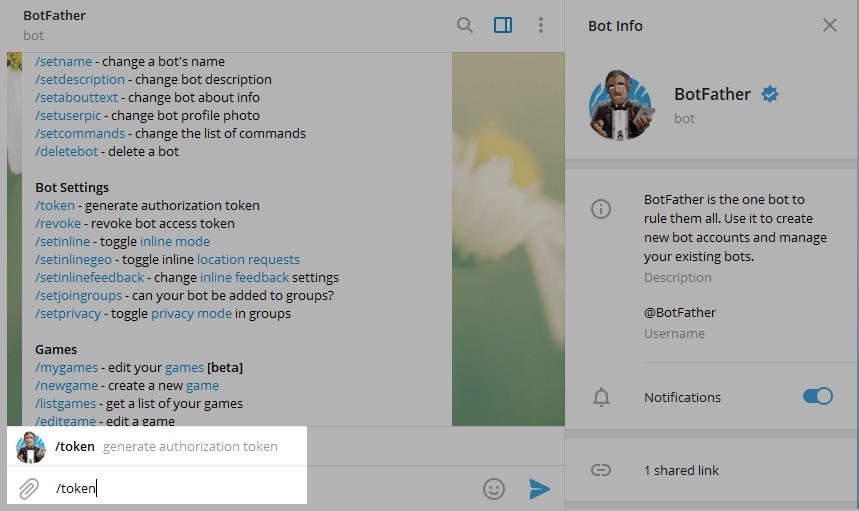 BotFather
bot
/setname - change a bot's name
/setdescription - change bot description
/setabouttext - change bot about info
/setuserpic - change bot profile photo
/setcommands - change the list of commands
/deletebot - delete a bot
Bot Settings
/token - generate authorization token
/revoke - revoke bot access token
/setinline - toggle inline mode
/setinlinegeo - toggle inline location requests
/setinlinefeedback - change inline feedback settings
/setjoingroups - can your bot be added to groups?
/setprivacy - toggle privacy mode in groups
Games
/mygames - edit your games [beta]
/newgame - create a new game
/listgames - get a list of your games
/editgame - edit a game
/token generate authorization token
/token
Bot Info
BotFather
bot
BotFather is the one bot to
rule them all. Use it to create
new bot accounts and manage
your existing bots.
Description
@BotFather
Username
Notifications
1 shared link